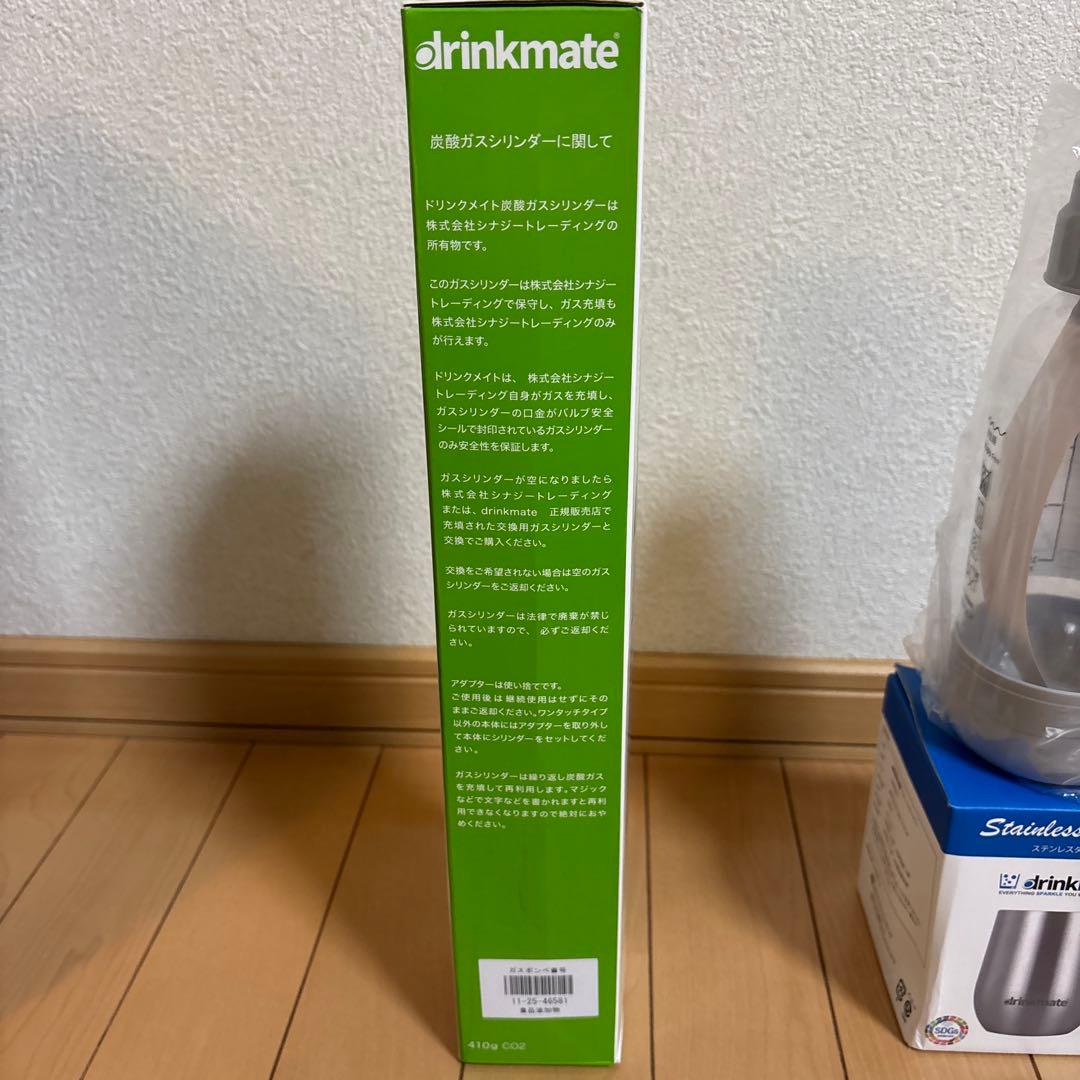 drinkmate®
炭酸ガスシリンダーに関して
ドリンクメイト炭酸ガスシリンダーは
株式会社シナジートレーディングの
所有物です。
このガスシリンダーは株式会社シナジー
トレーディングで保守し、ガス充填も
株式会社シナジートレーディングのみ
が行えます。
ドリンクメイトは、 株式会社シナジー
トレーディング自身がガスを充填し、
ガスシリンダーの口金がバルブ安全
シールで封印されているガスシリンダー
のみ安全性を保証します。
ガスシリンダーが空になりましたら
株式会社シナジートレーディング
または、drinkmate 正規販売店で
充填された交換用ガスシリンダーと
交換でご購入ください。
交換をご希望されない場合は空のガス
シリンダーをご返却ください。
ガスシリンダーは法律で廃棄が禁じ
られていますので、 必ずご返却くだ
さい。
アダプターは使い捨てです。
ご使用後は継続使用はせずにその
ままご返却ください。ワンタッチタイプ
以外の本体にはアダプターを取り外し
て本体にシリンダーをセットしてくだ
さい。
ガスシリンダーは繰り返し炭酸ガス
を充填して再利用します。マジック
などで文字などを書かれますと再利
用できなくなりますので絶対におや
めください。
ガスボンベ番号
11-25-46581
食品添加物
410g CO2
Stainless
ステンレスタ
drink
EVERYTHING SPARKLE YOU
drinkmate
SDGs